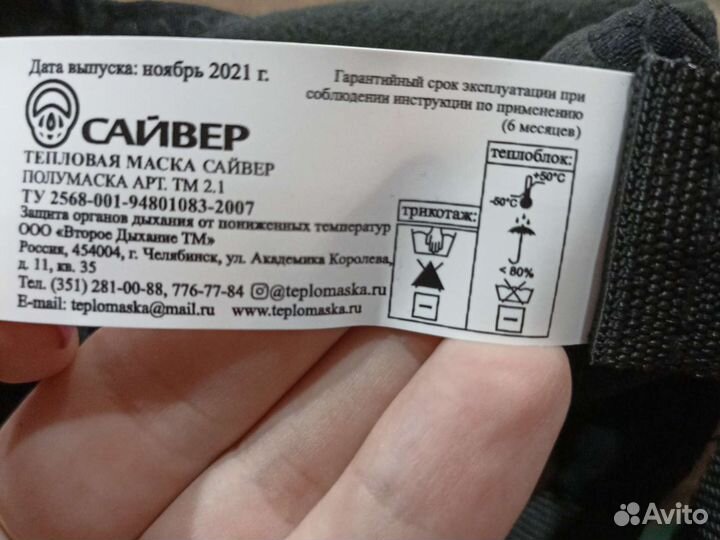 Дата выпуска: ноябрь 2021 г.
САЙВЕР
ТЕПЛОВАЯ МАСКА САЙВЕР
ПОЛУМАСКА АРТ. ТМ 2.1
ТУ 2568-001-94801083-2007
Защита органов дыхания от пониженных температур
ООО «Второе Дыхание ТМ»
Россия, 454004, г. Челябинск, ул. Академика Королева,
д. 11, кв. 35
Тел. (351) 281-00-88, 776-77-84 @teplomaska.ru
E-mail: teplomaska@mail.ru www.teplomaska.ru
Гарантийный срок эксплуатации при
соблюдении инструкции по применению
(6 месяцев)
трикотаж:
теплоблок:
+50°C
-50°C
< 80%
Avito